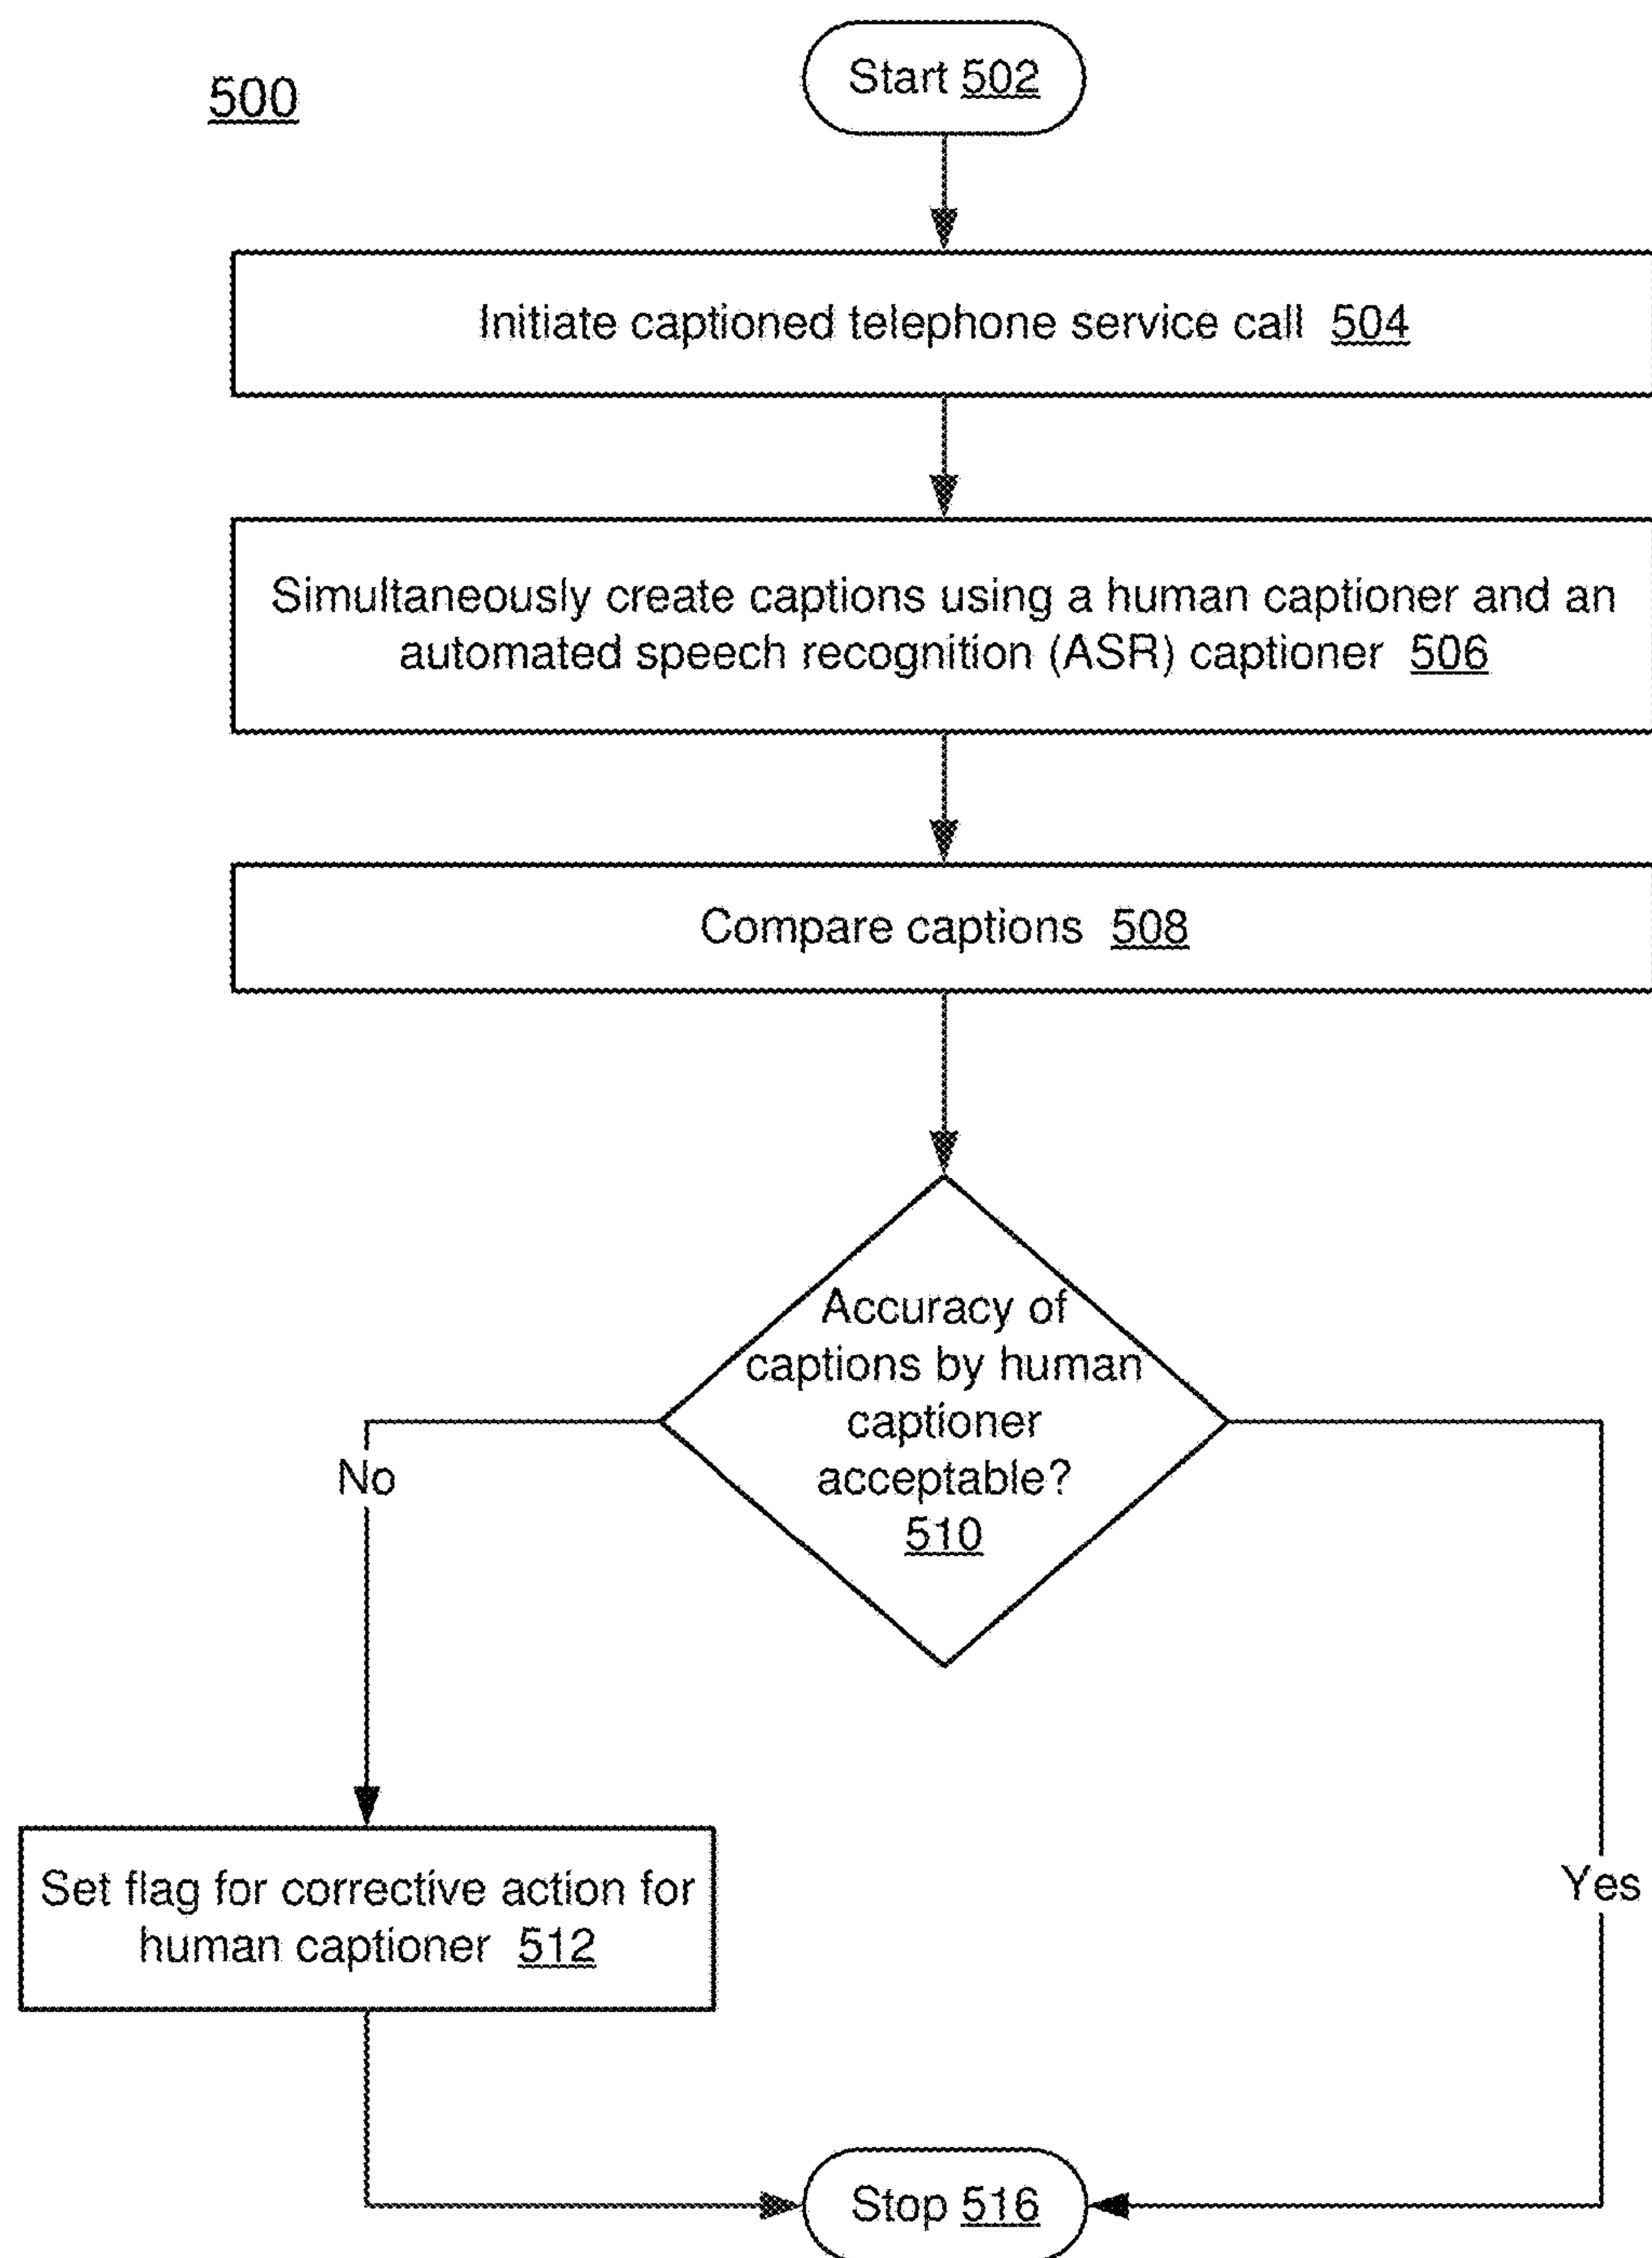 500
Start 502
Initiate captioned telephone service call 504
Simultaneously create captions using a human captioner and an
automated speech recognition (ASR) captioner 506
Compare captions 508
Accuracy of
captions by human
captioner
acceptable?
510
No
Yes
Set flag for corrective action for
human captioner 512
Stop 516